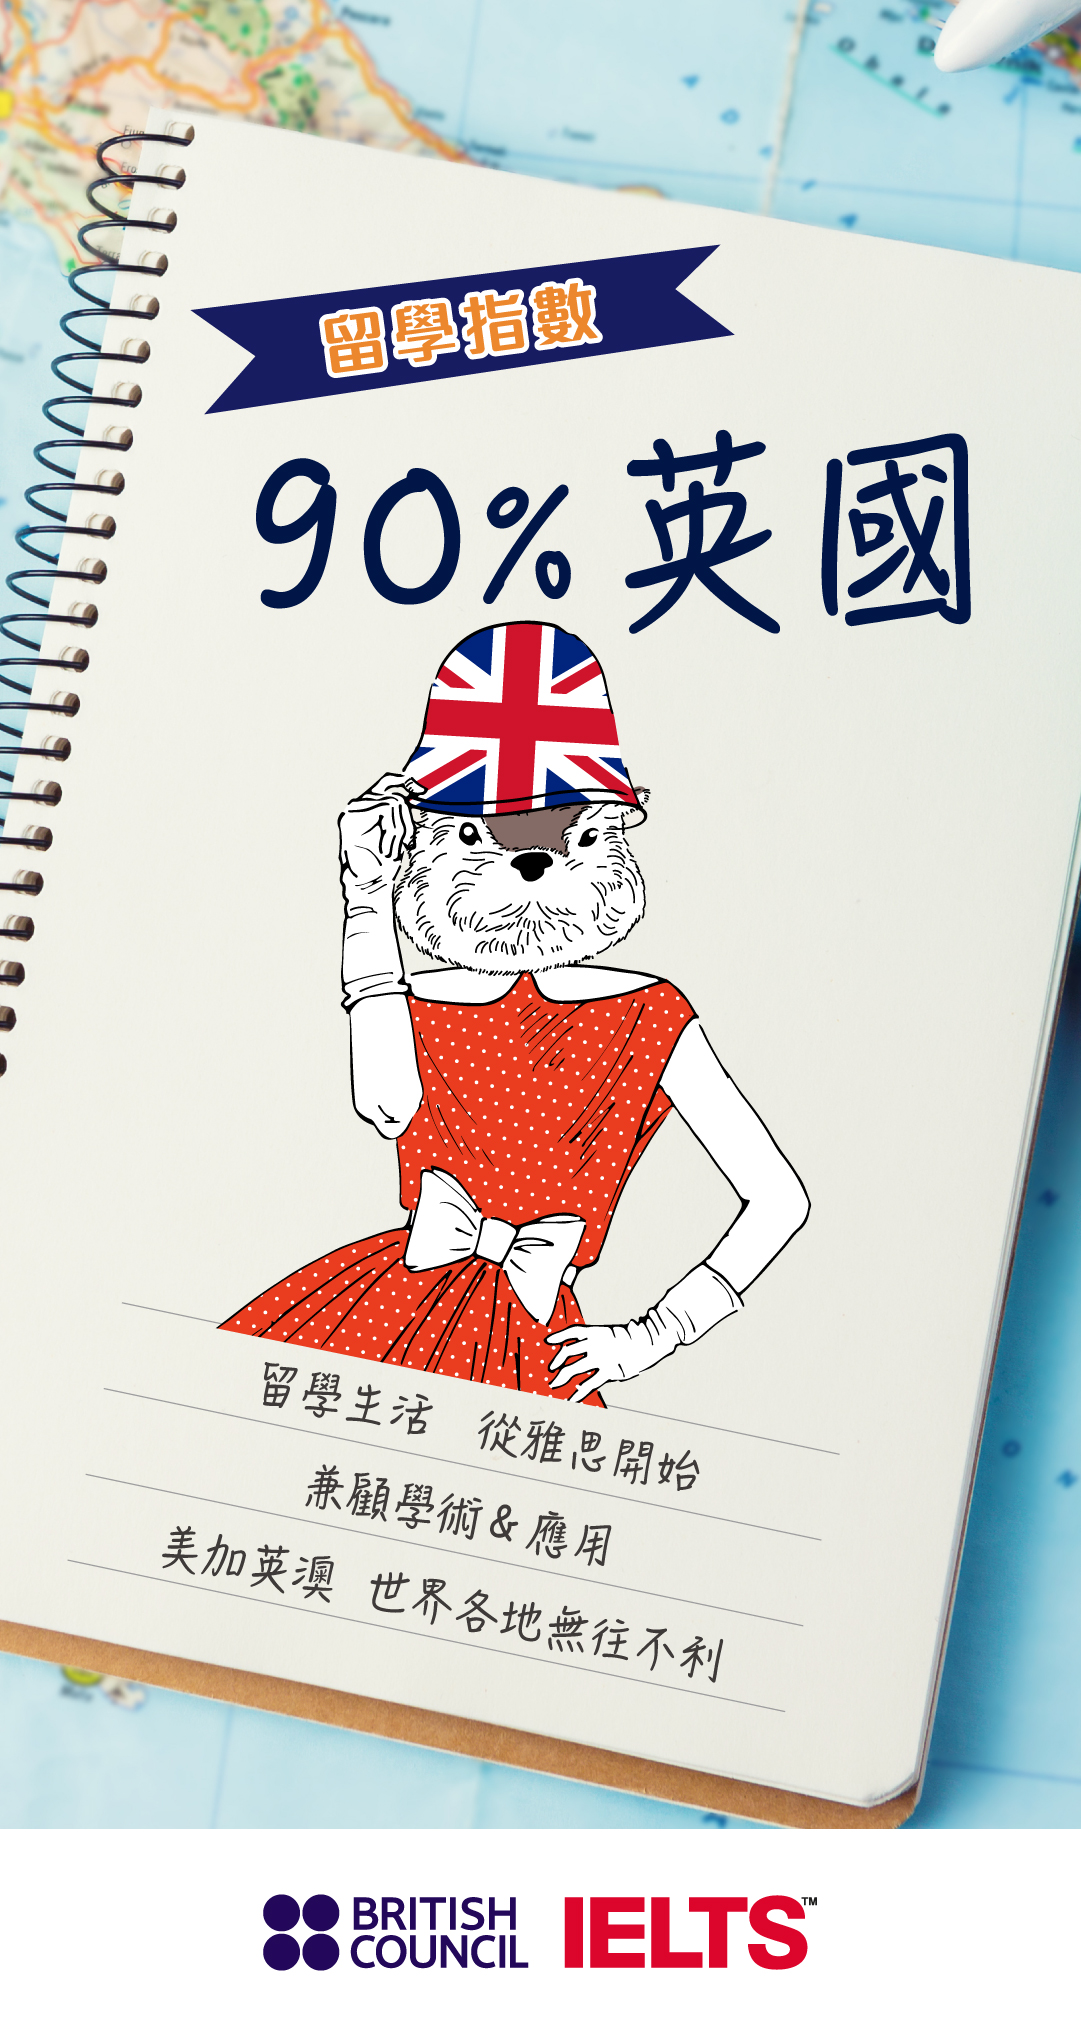 留學指數
90%英國
留學生活 從雅思開始
兼顧學術&應用
美加英澳 世界各地無往不利
BRITISH COUNCIL
IELTS™